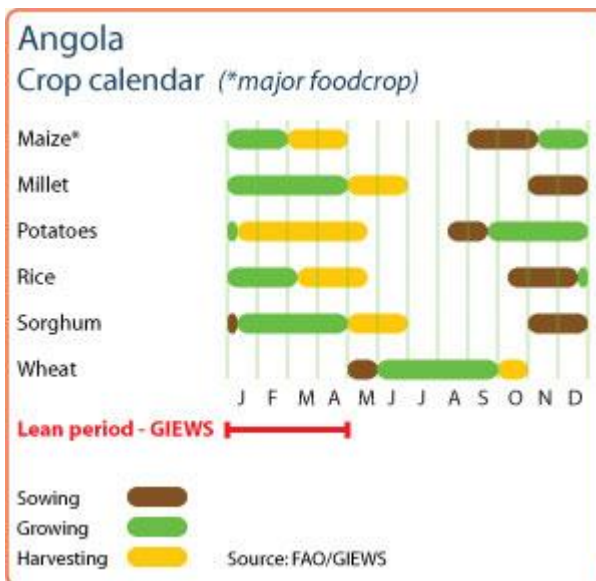 Angola
Crop calendar (*major foodcrop)
Maize*
Millet
Potatoes
Rice
Sorghum
Wheat
J F M A M J J A S O N D
Lean period - GIEWS
Sowing
Growing
Harvesting Source: FAO/GIEWS